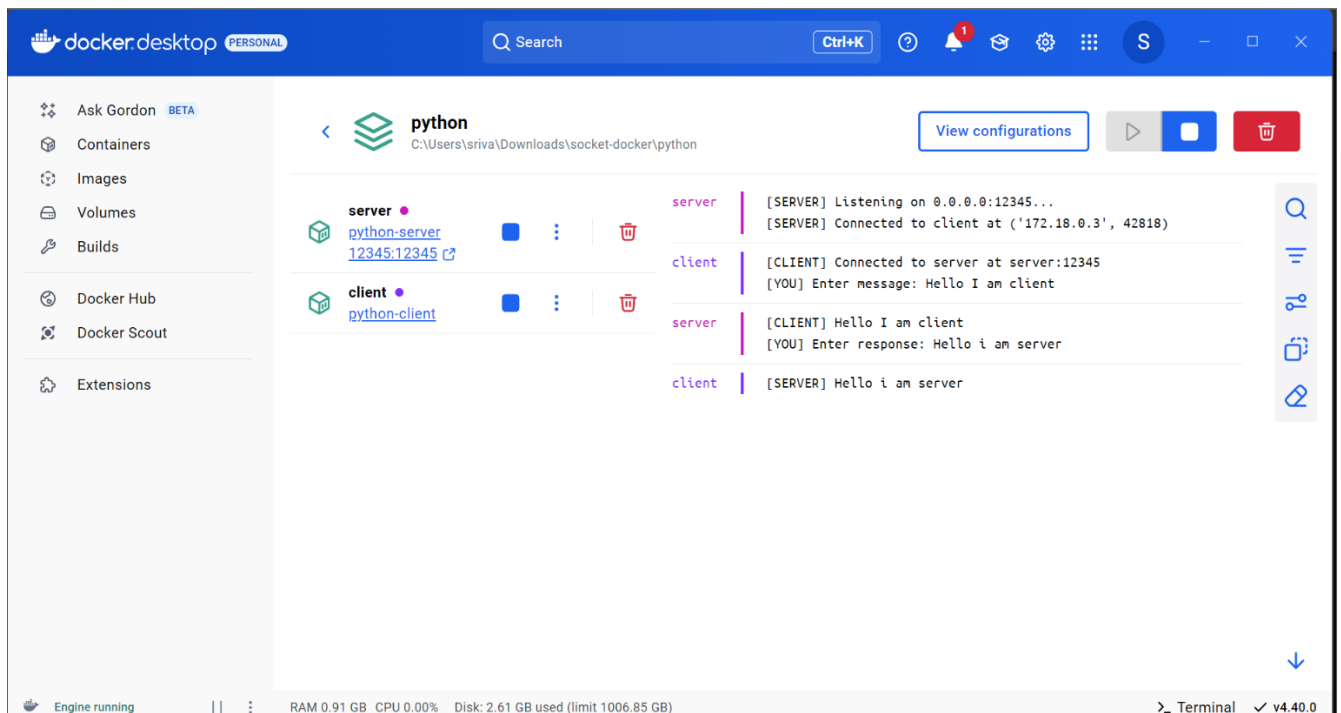 docker.desktop PERSONAL
Search
Ctrl+K
1
S
Ask Gordon BETA
Containers
Images
Volumes
Builds
Docker Hub
Docker Scout
Extensions
python
C:\Users\sriva\Downloads\socket-docker\python
View configurations
server
python-server
12345:12345
client
python-client
server [SERVER] Listening on 0.0.0.0:12345...
[SERVER] Connected to client at ('172.18.0.3', 42818)
client [CLIENT] Connected to server at server:12345
[YOU] Enter message: Hello I am client
server [CLIENT] Hello I am client
[YOU] Enter response: Hello i am server
client [SERVER] Hello i am server
Engine running
RAM 0.91 GB CPU 0.00% Disk: 2.61 GB used (limit 1006.85 GB)
>_ Terminal
v4.40.0